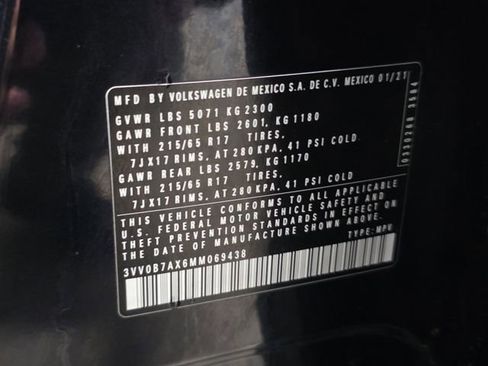 MFD BY VOLKSWAGEN DE MEXICO S.A. DE C.V. MEXICO 01/21
GVWR LBS 5071 KG 2300
GAWR FRONT LBS 2601, KG 1180
WITH 215/65 R17 TIRES,
7JX17 RIMS, AT 280 KPA, 41 PSI COLD
GAWR REAR LBS 2579, KG 1170
WITH 215/65 R17 TIRES,
7JX17 RIMS, AT 280 KPA, 41 PSI COLD
THIS VEHICLE CONFORMS TO ALL APPLICABLE
U.S. FEDERAL MOTOR VEHICLE SAFETY AND
THEFT PREVENTION STANDARDS IN EFFECT ON
THE DATE OF MANUFACTURE SHOWN ABOVE.
3VV0B7AX6MM069438 TYPE: MPV